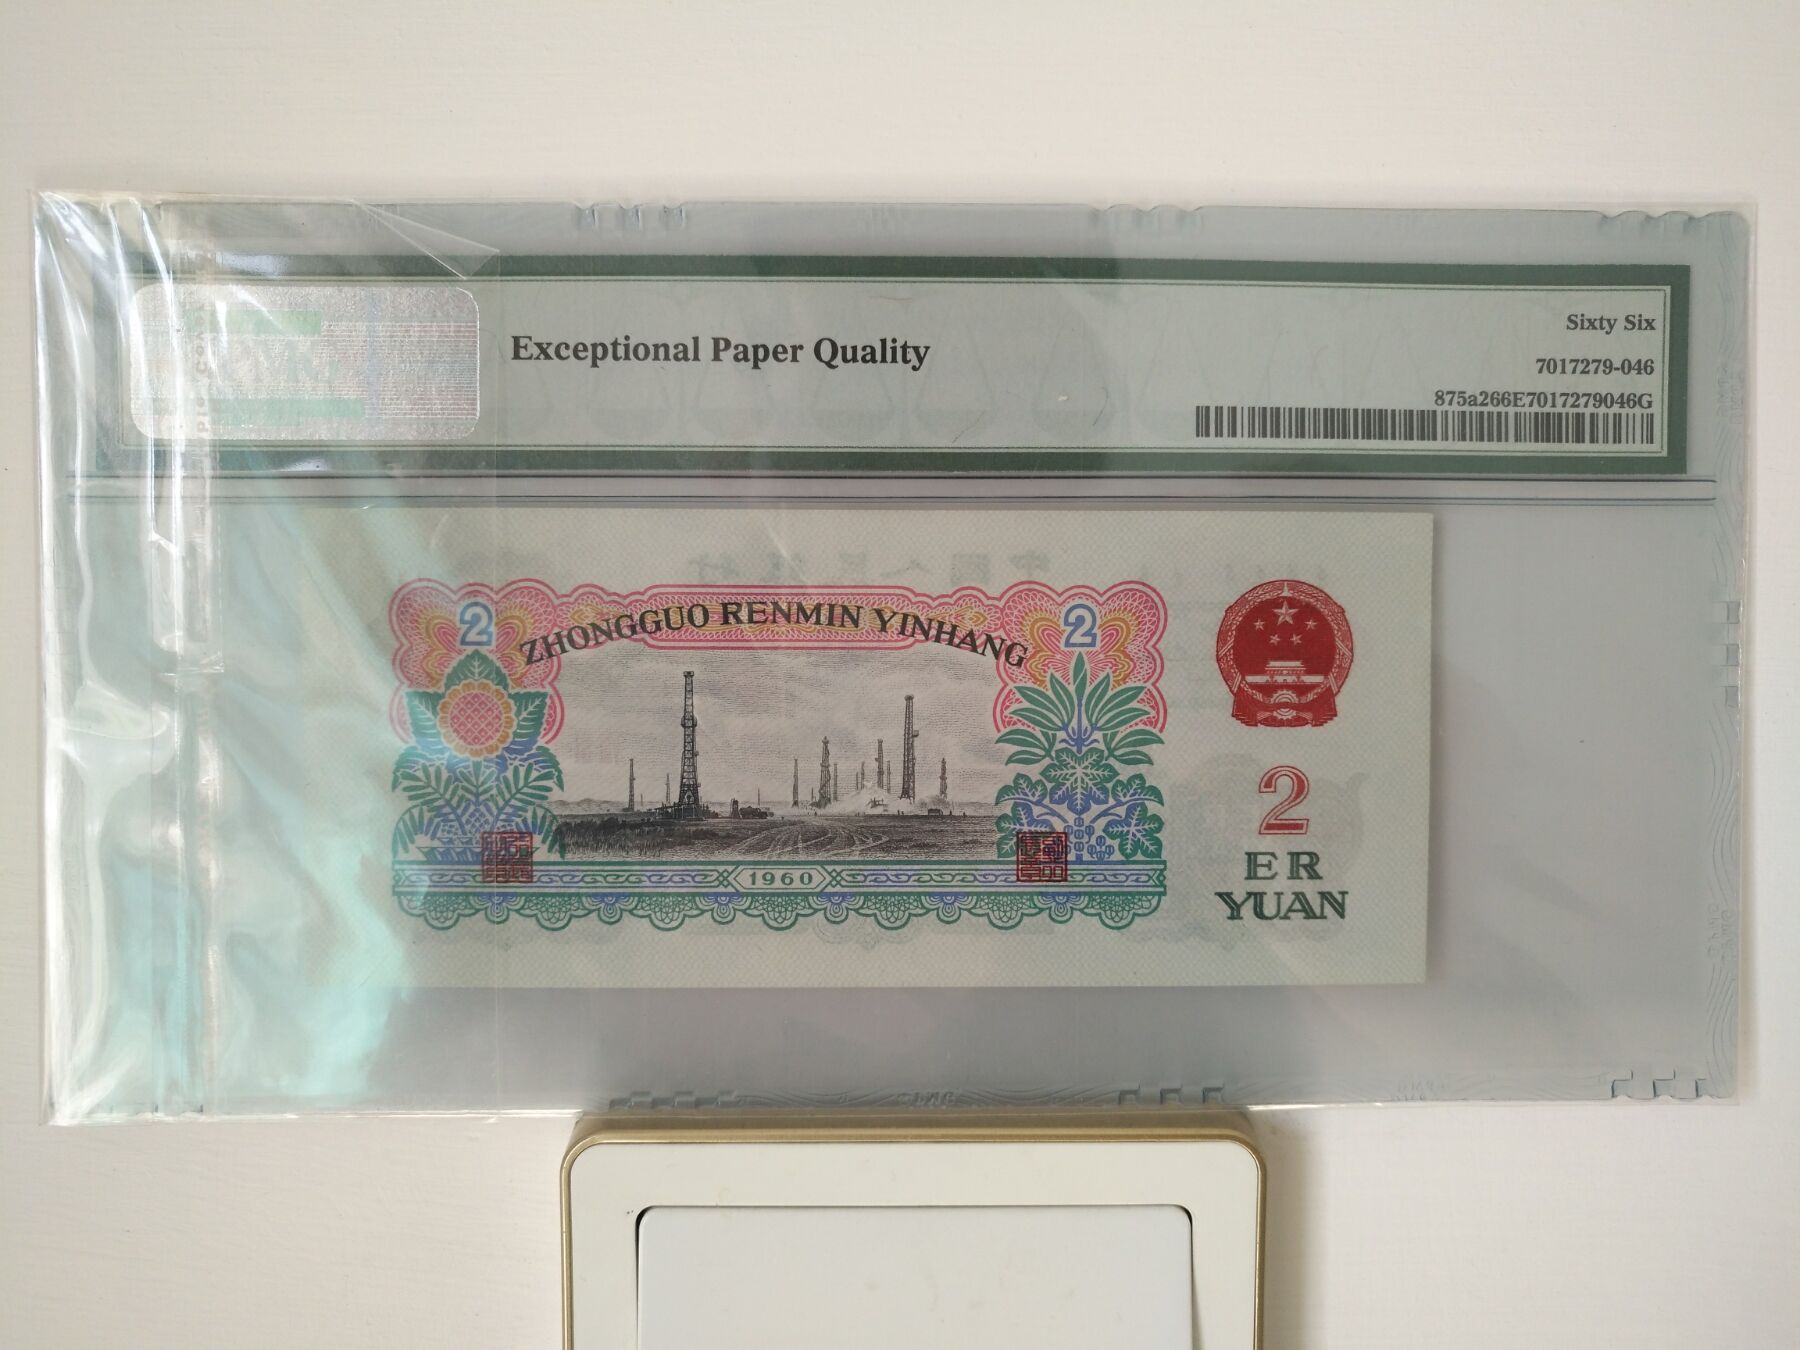 Exceptional Paper Quality
Sixty Six
7017279-046
875a266E7017279046G
ZHONGGUO RENMIN YINHANG
2
2
2
ER
YUAN
1960